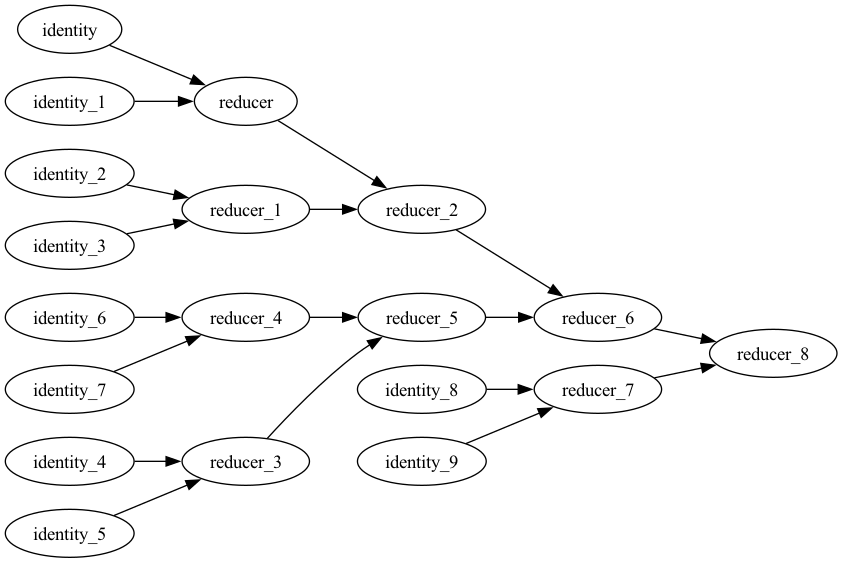 identity
identity_1
reducer
identity_2
identity_3
reducer_1
reducer_2
identity_6
reducer_4
reducer_5
reducer_6
reducer_8
identity_7
identity_8
reducer_7
identity_4
reducer_3
identity_9
identity_5